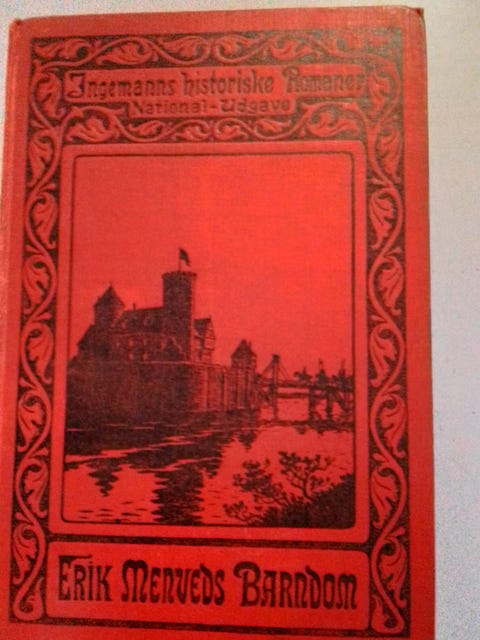 Ingemanns historiske Romaner
National-Udgave
ERIK MENVEDS BARNDOM